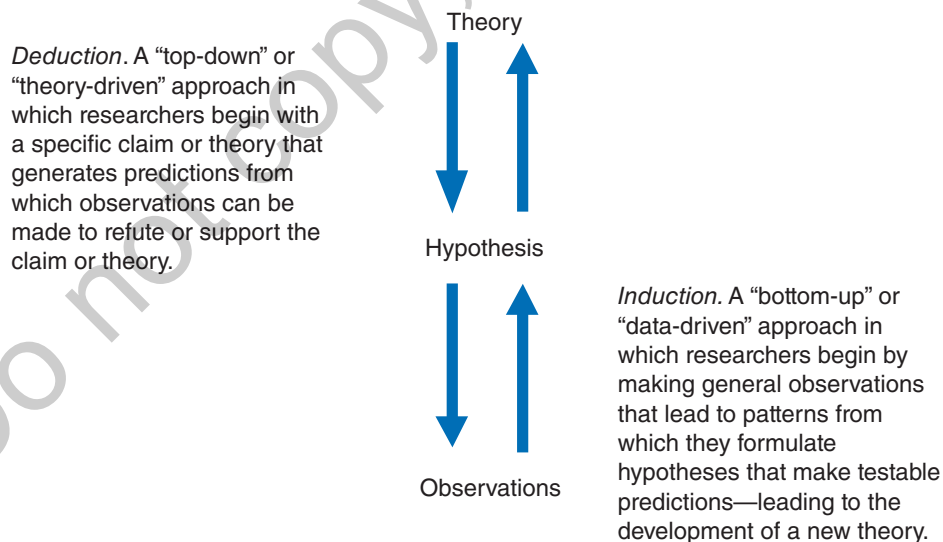 Theory
Deduction. A “top-down” or
“theory-driven” approach in
which researchers begin with
a specific claim or theory that
generates predictions from
which observations can be
made to refute or support the
claim or theory.
Hypothesis
Induction. A “bottom-up” or
“data-driven” approach in
which researchers begin by
making general observations
that lead to patterns from
which they formulate
hypotheses that make testable
predictions—leading to the
development of a new theory.
Observations
not copy,